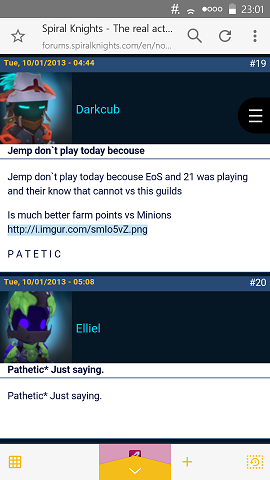 #. 23:01
Spiral Knights - The real act...
forums.spiralknights.com/en/no...
Tue, 10/01/2013 - 04:44 #19
Darkcub
Jemp don`t play today becouse
Jemp don`t play today becouse EoS and 21 was playing
and their know that cannot vs this guilds
Is much better farm points vs Minions
http://i.imgur.com/smIo5vZ.png
P A T E T I C
Tue, 10/01/2013 - 05:08 #20
Elliel
Pathetic* Just saying.
Pathetic* Just saying.